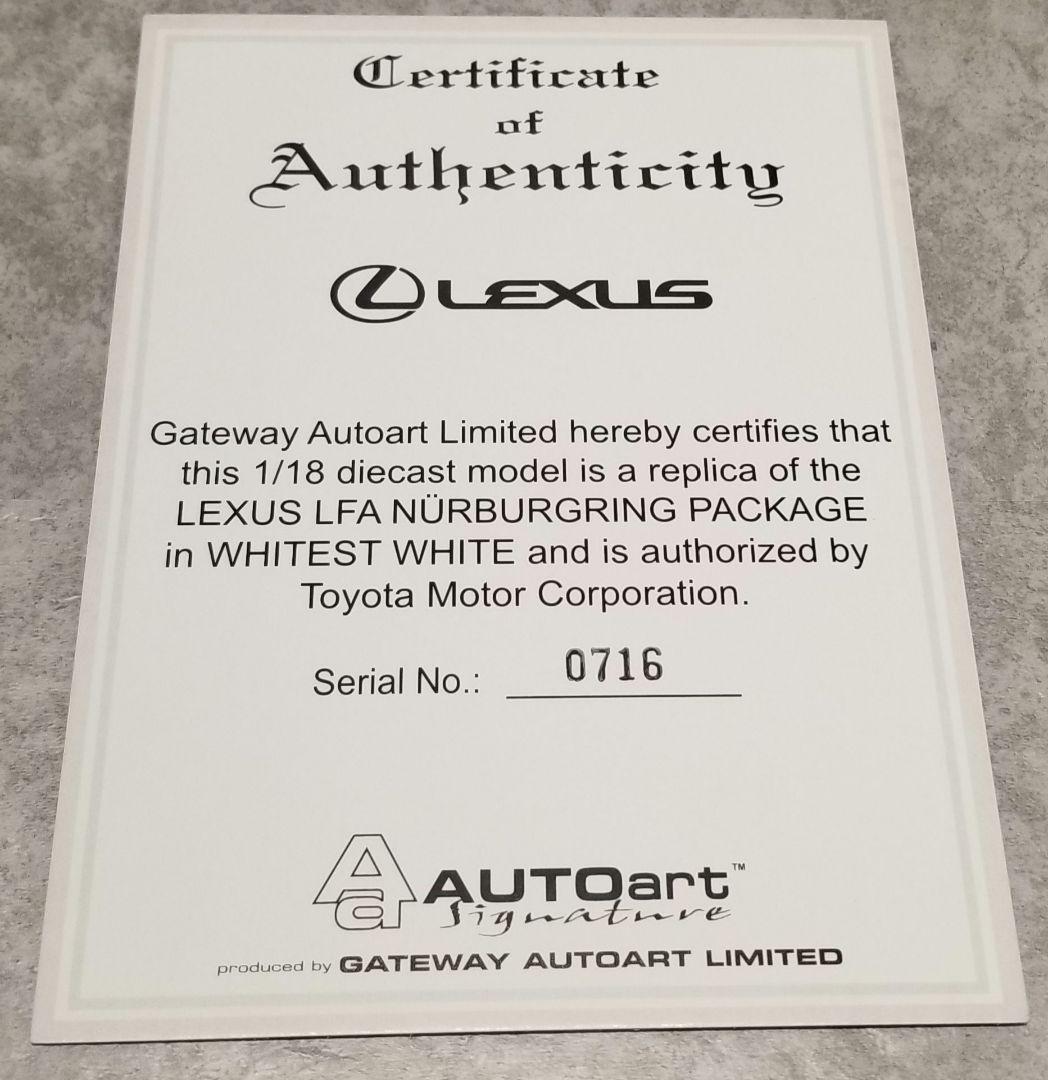 Certificate
of
Authenticity
LEXUS
Gateway Autoart Limited hereby certifies that
this 1/18 diecast model is a replica of the
LEXUS LFA NÜRBURGRING PACKAGE
in WHITEST WHITE and is authorized by
Toyota Motor Corporation.
Serial No.: 0716
Aa AUTOart™
Signature
produced by GATEWAY AUTOART LIMITED